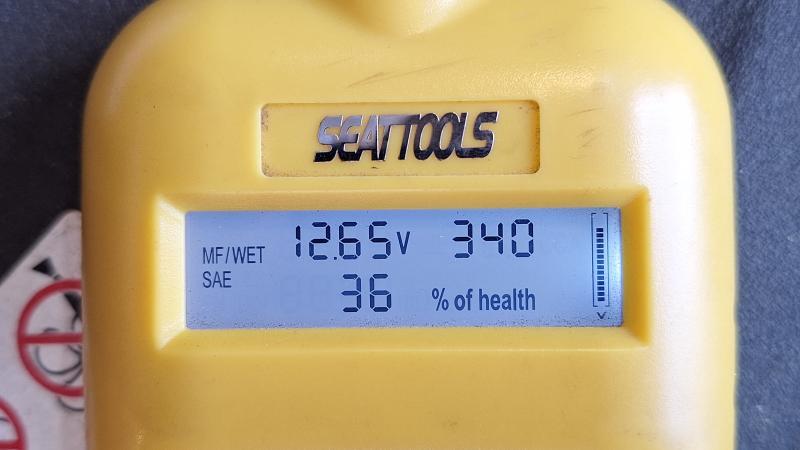 SEATTOOLS
MF/WET 12.65V 340
SAE 36 % of health